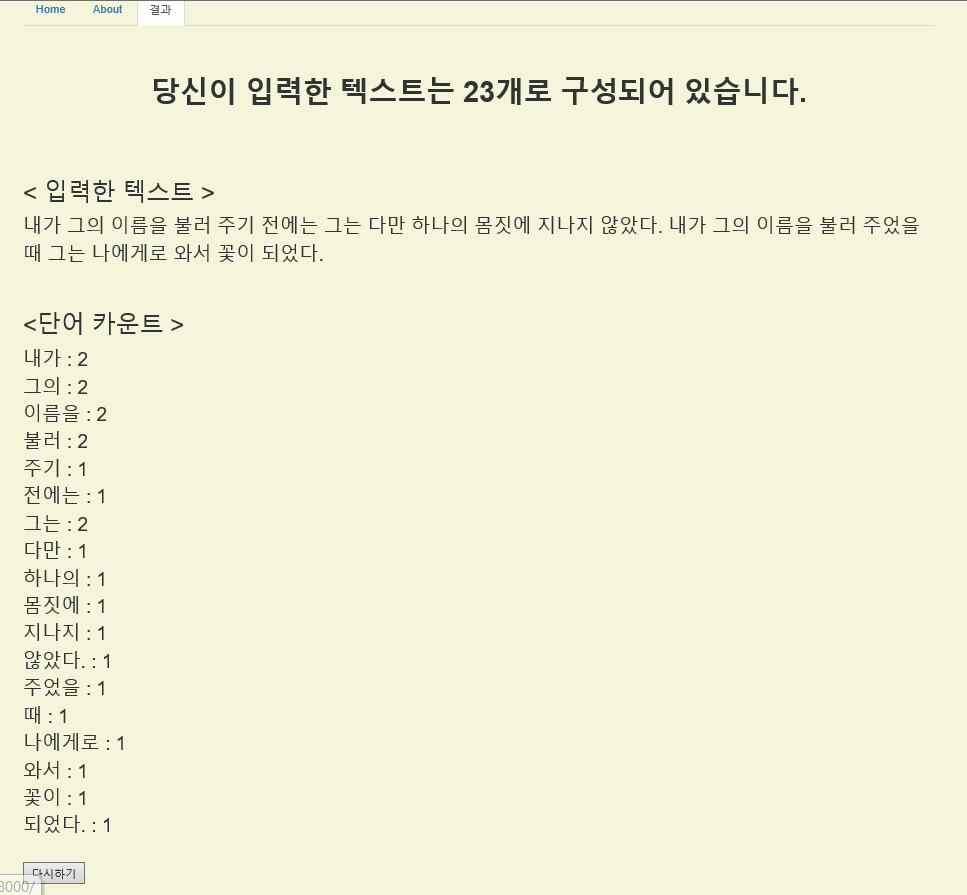 Home About 결과
당신이 입력한 텍스트는 23개로 구성되어 있습니다.
< 입력한 텍스트 >
내가 그의 이름을 불러 주기 전에는 그는 다만 하나의 몸짓에 지나지 않았다. 내가 그의 이름을 불러 주었을
때 그는 나에게로 와서 꽃이 되었다.
<단어 카운트 >
내가 : 2
그의 : 2
이름을 : 2
불러 : 2
주기 : 1
전에는 : 1
그는 : 2
다만 : 1
하나의 : 1
몸짓에 : 1
지나지 : 1
않았다. : 1
주었을 : 1
때 : 1
나에게로 : 1
와서 : 1
꽃이 : 1
되었다. : 1
다시하기
8000/